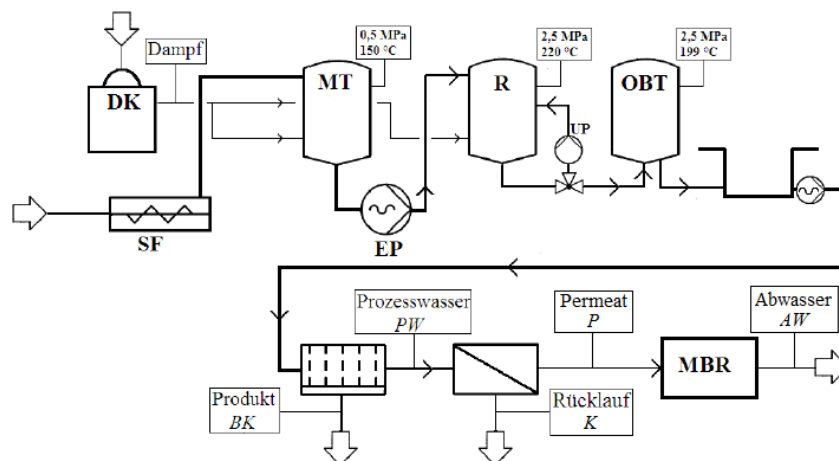 Dampf
DK
SF
0,5 MPa
150 °C
MT
EP
2,5 MPa
220 °C
R
UP
2,5 MPa
199 °C
OBT
Prozesswasser
PW
Permeat
P
Abwasser
AW
MBR
Produkt
BK
Rücklauf
K